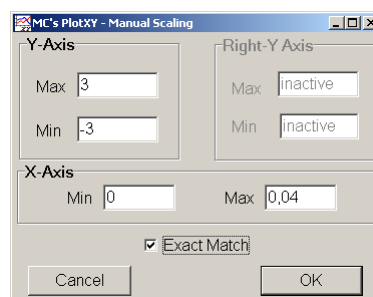 MC's PlotXY - Manual Scaling
Y-Axis
Right-Y Axis
Max 3
Max inactive
Min -3
Min inactive
X-Axis
Min 0
Max 0,04
Exact Match
Cancel
OK